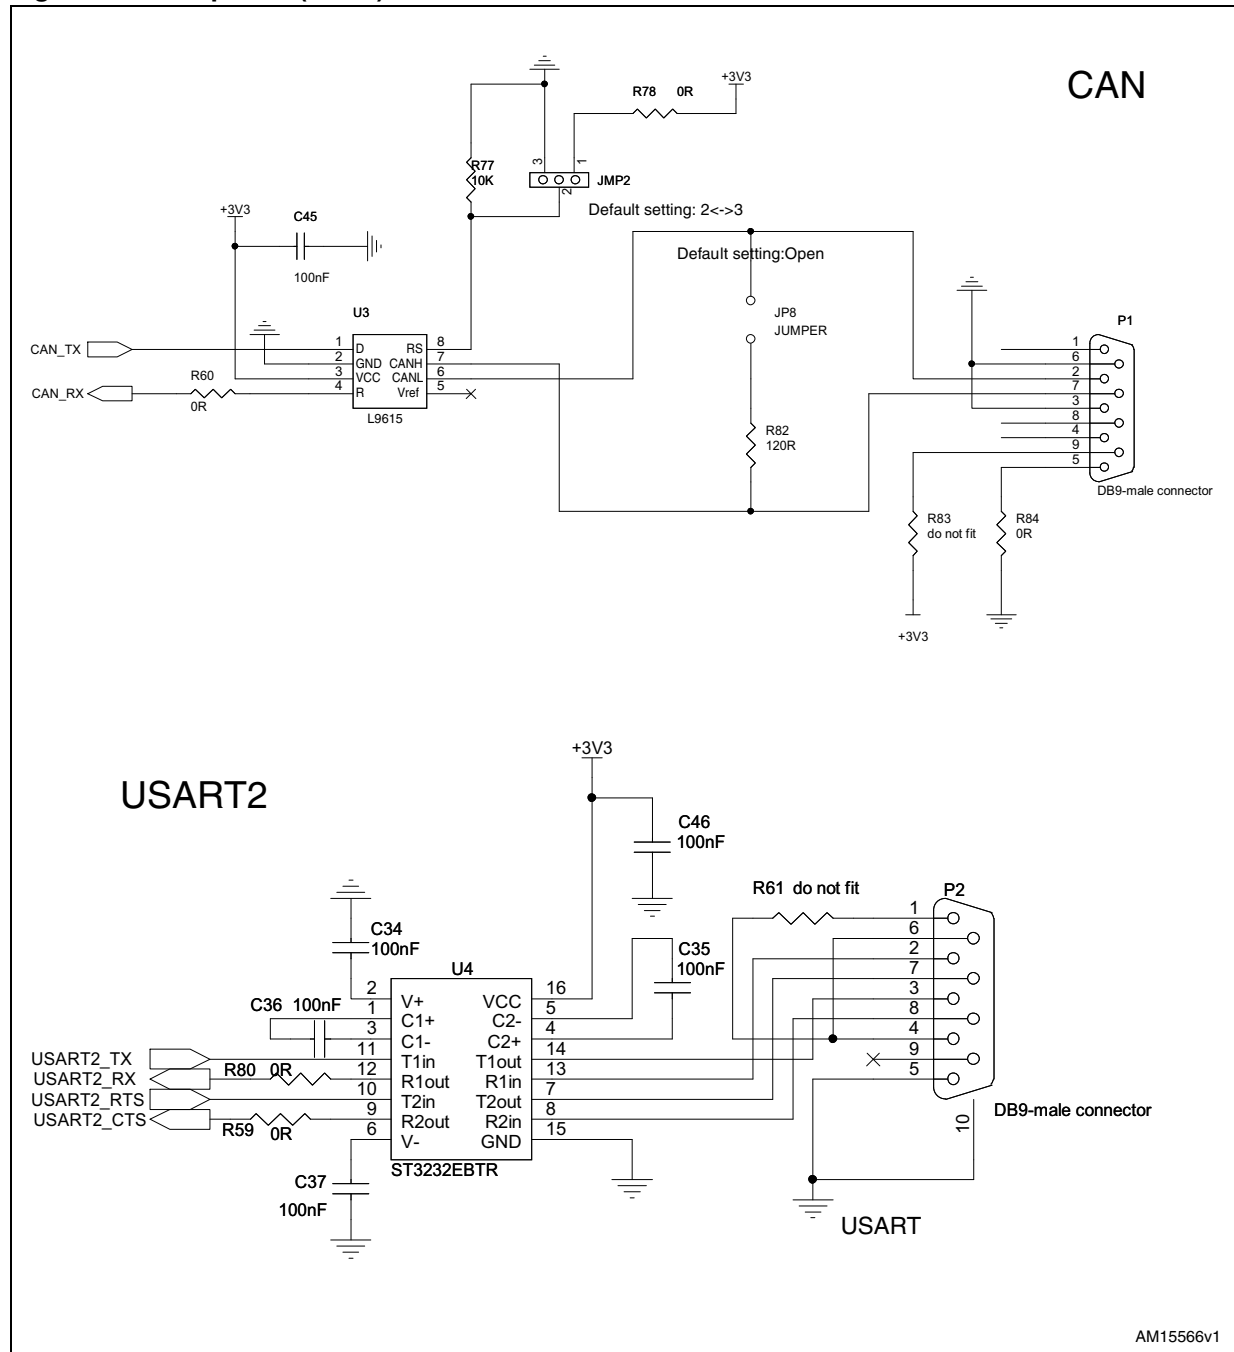 CAN
R78 0R
+3V3
R77
10K
3
1
2
JMP2
Default setting: 2<->3
+3V3
C45
100nF
Default setting:Open
JP8
JUMPER
U3
CAN_TX
1 D RS 8
2 GND CANH 7
3 VCC CANL 6
4 R Vref 5
CAN_RX
R60
0R
L9615
R82
120R
P1
1
6
2
7
3
8
4
9
5
DB9-male connector
R83
do not fit
R84
0R
+3V3
USART2
+3V3
C46
100nF
R61 do not fit
P2
C34
100nF
C35
100nF
U4
C36 100nF
2 V+ VCC 16
1 C1+ C2- 5
3 C1- C2+ 4
11 T1in T1out 14
12 R1out R1in 13
10 T2in T2out 7
9 R2out R2in 8
6 V- GND 15
USART2_TX
USART2_RX
USART2_RTS
USART2_CTS
R80 0R
R59 0R
ST3232EBTR
C37
100nF
1
6
2
7
3
8
4
9
5
10
DB9-male connector
USART
AM15566v1